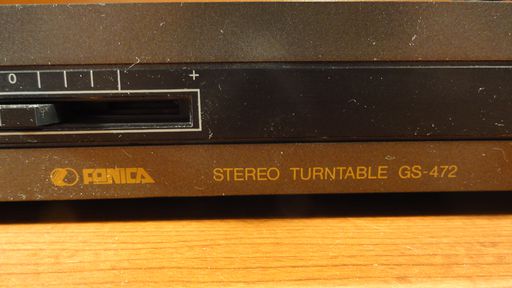 0 +
FONICA STEREO TURNTABLE GS-472